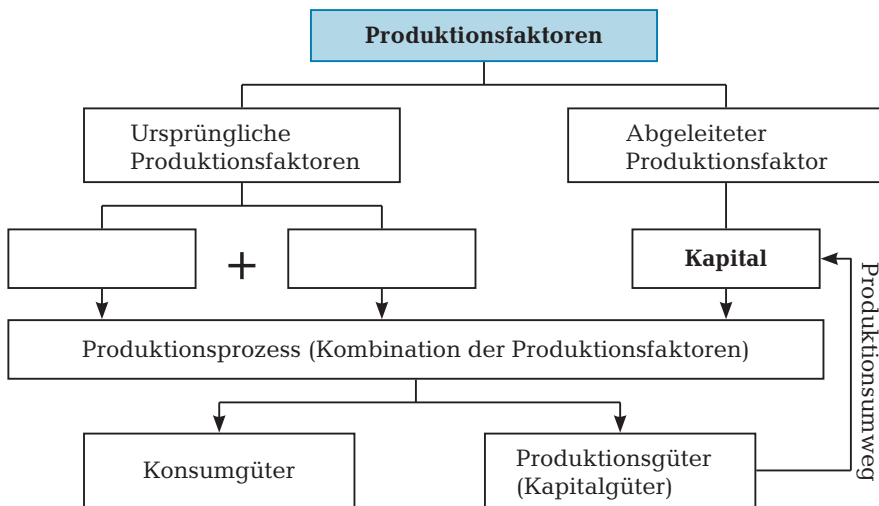 Produktionsfaktoren
Ursprüngliche
Produktionsfaktoren
Abgeleiteter
Produktionsfaktor
+
Kapital
Produktionsumweg
Produktionsprozess (Kombination der Produktionsfaktoren)
Konsumgüter
Produktionsgüter
(Kapitalgüter)